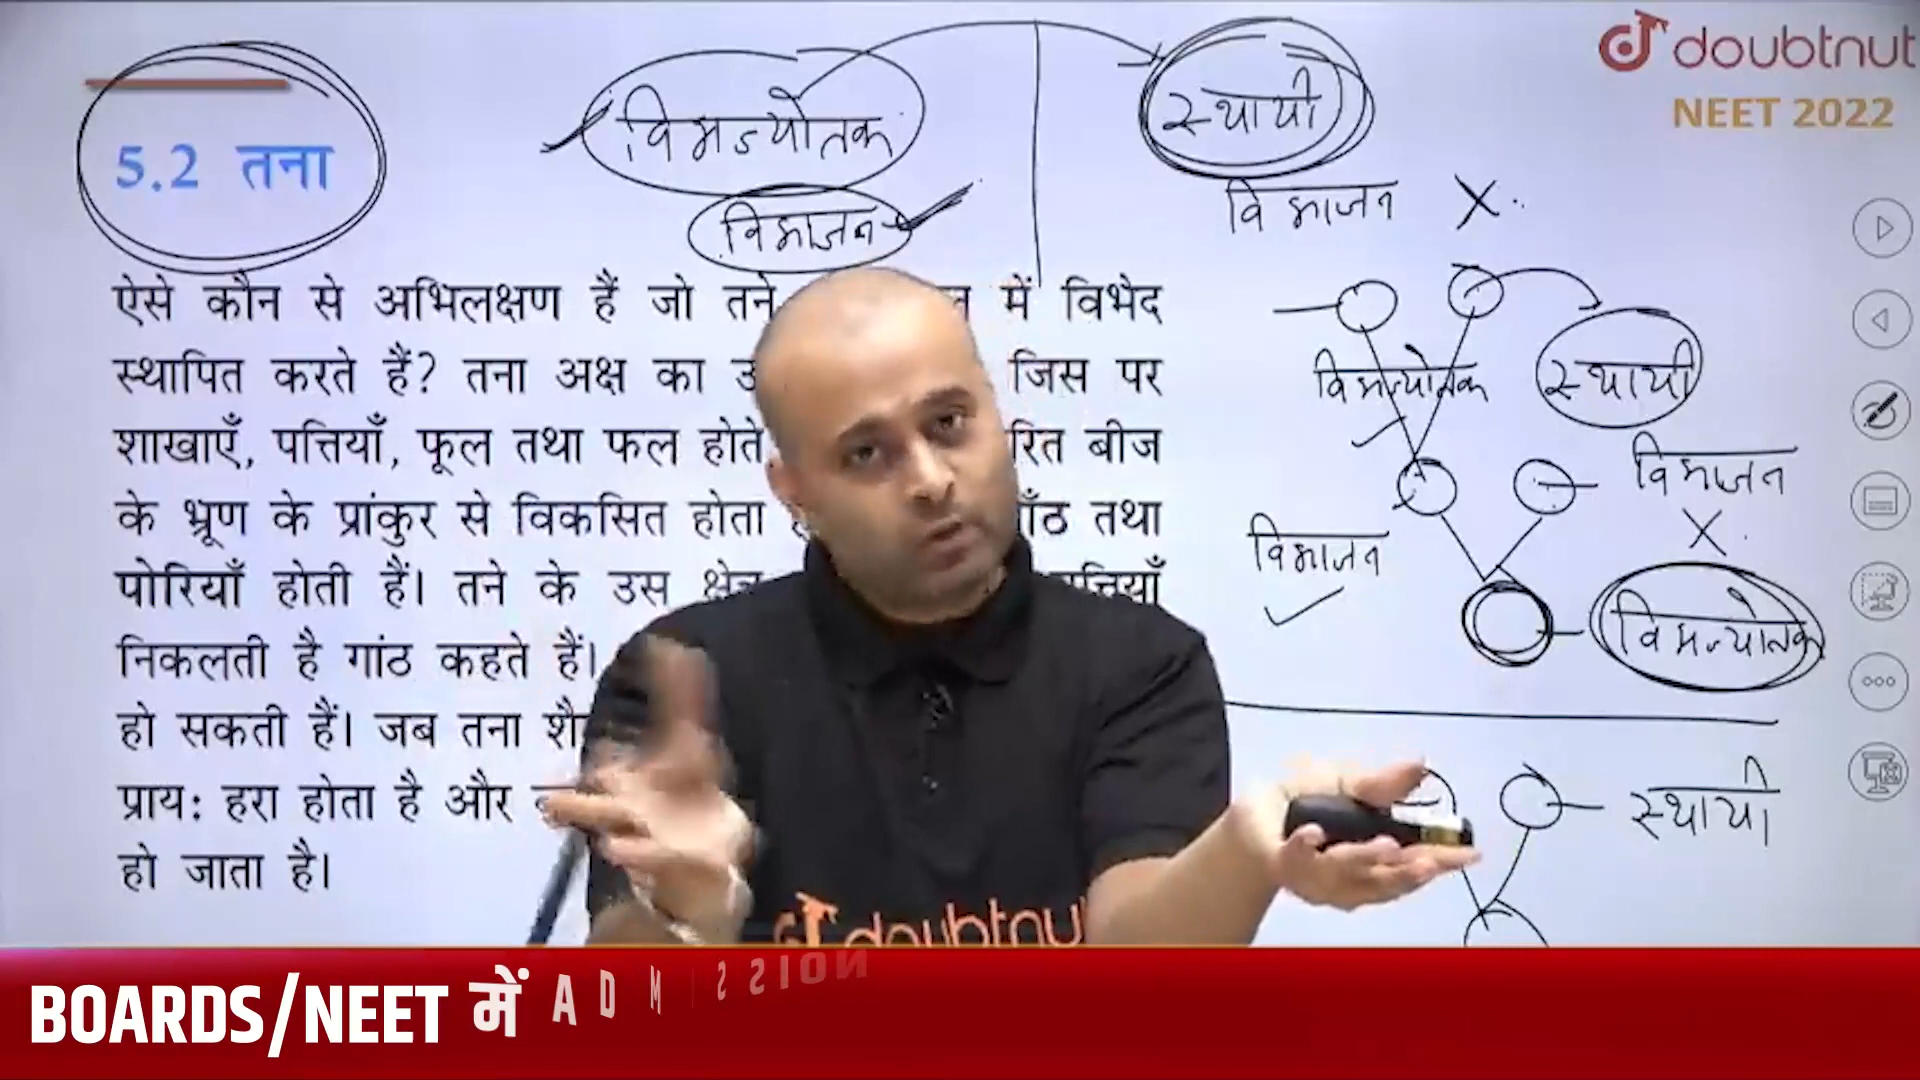 doubtnut
NEET 2022
5.2 तना
विभज्योतक
स्थायी
विभाजन
विभाजन X
ऐसे कौन से अभिलक्षण हैं जो तने में विभेद
स्थापित करते हैं? तना अक्ष का जिस पर
शाखाएँ, पत्तियाँ, फूल तथा फल होते बीज
के भ्रूण के प्रांकुर से विकसित होता तथा
पोरियाँ होती हैं। तने के उस
निकलती है गांठ कहते हैं।
हो सकती हैं। जब तना
प्राय: हरा होता है और
हो जाता है।
विभज्योतक
स्थायी
विभाजन
X
विभाजन
विभज्योतक
स्थायी
doubtnut
BOARDS/NEET में ADMISSION